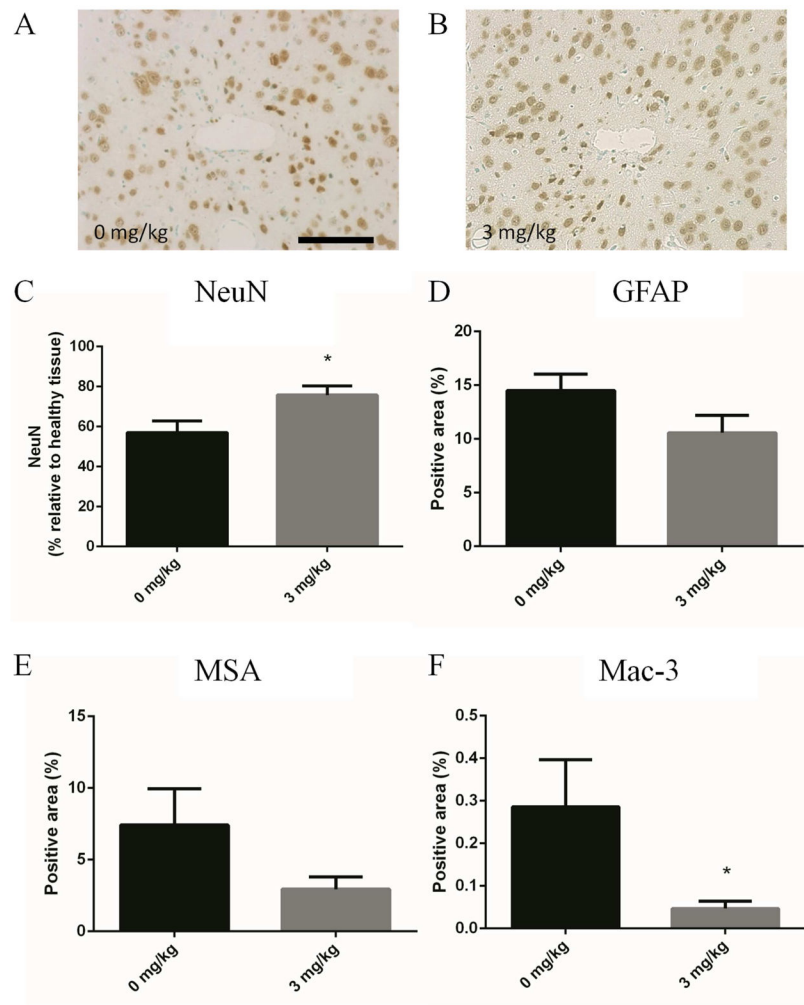 A
B
0 mg/kg
3 mg/kg
C
NeuN
NeuN
(% relative to healthy tissue)
100
80
60
40
20
0
*
0 mg/kg
3 mg/kg
D
GFAP
Positive area (%)
20
15
10
5
0
0 mg/kg
3 mg/kg
E
MSA
Positive area (%)
15
10
5
0
0 mg/kg
3 mg/kg
F
Mac-3
Positive area (%)
0.5
0.4
0.3
0.2
0.1
0.0
*
0 mg/kg
3 mg/kg